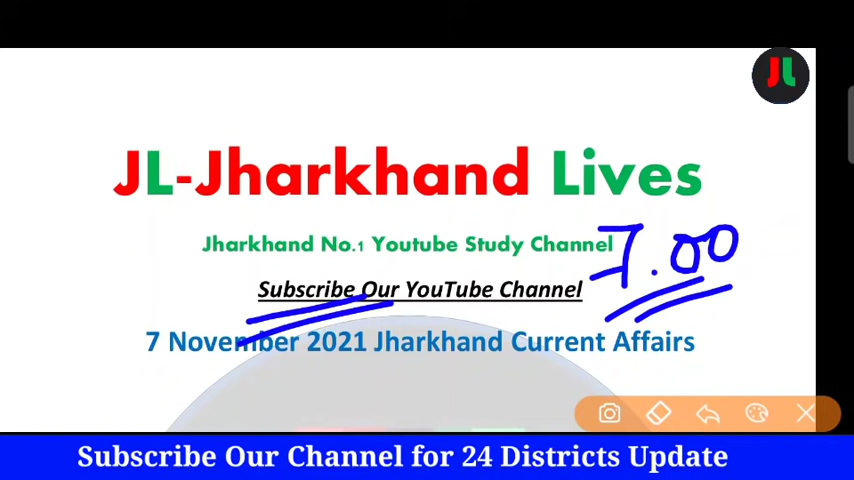 JL
JL-Jharkhand Lives
Jharkhand No.1 Youtube Study Channel
7.00
Subscribe Our YouTube Channel
7 November 2021 Jharkhand Current Affairs
Subscribe Our Channel for 24 Districts Update